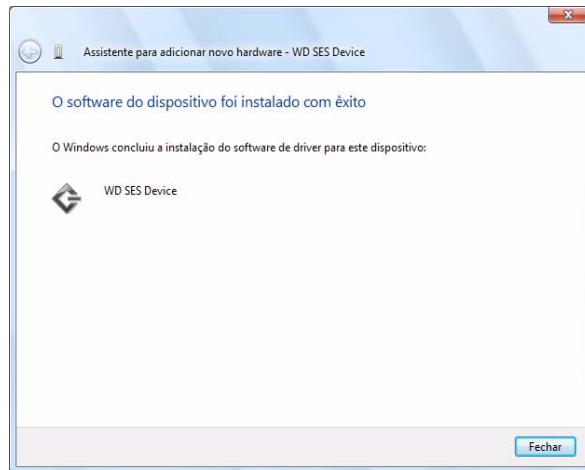 Assistente para adicionar novo hardware - WD SES Device
O software do dispositivo foi instalado com êxito
O Windows concluiu a instalação do software de driver para este dispositivo:
WD SES Device
Fechar